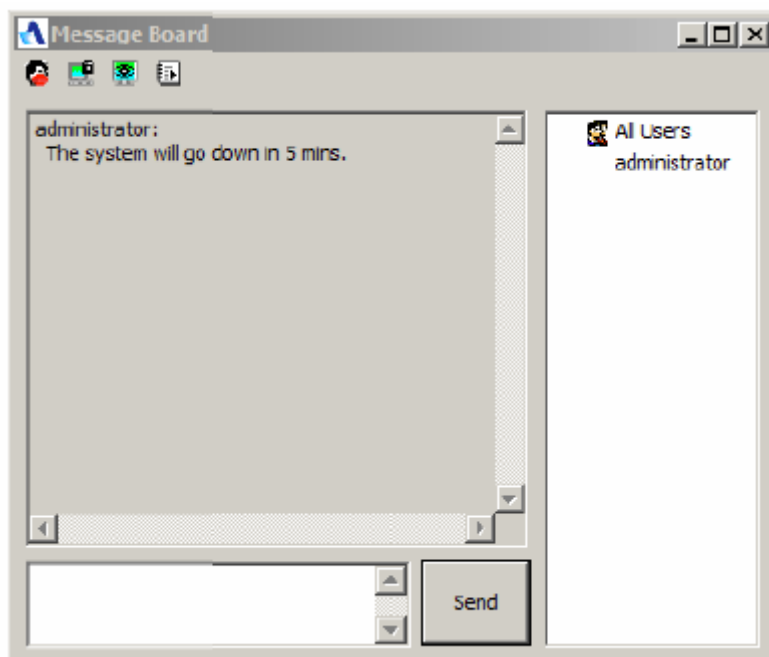 Message Board
administrator:
The system will go down in 5 mins.
All Users
administrator
Send